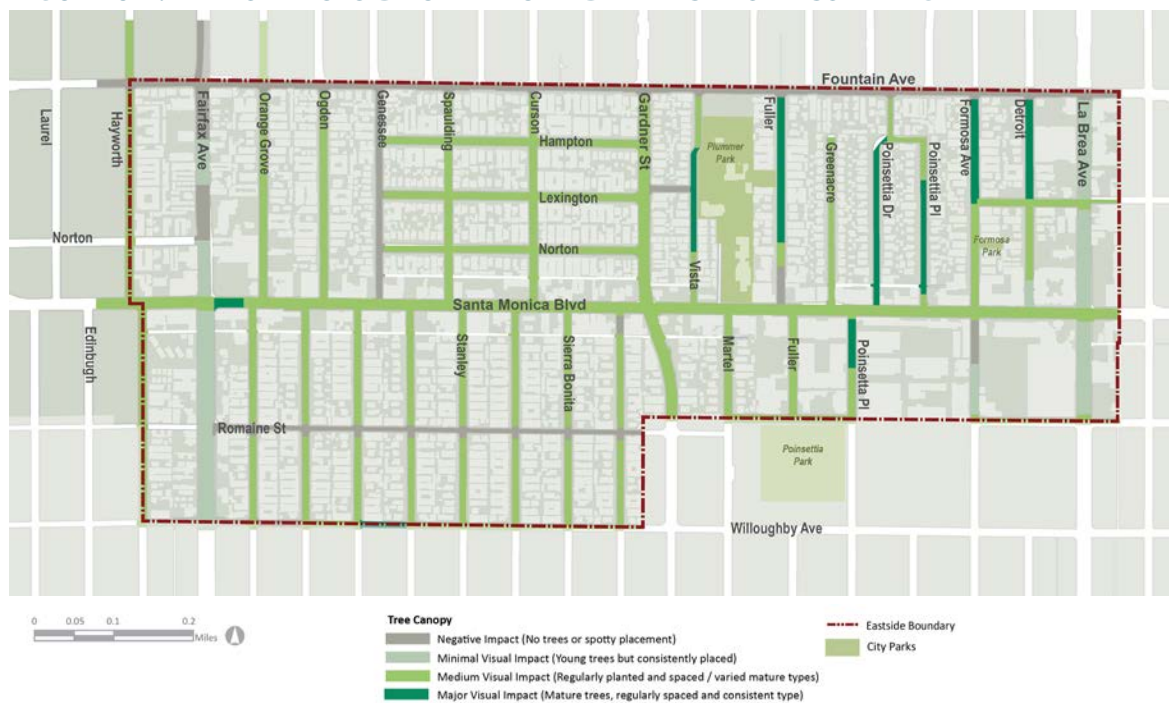 Fountain Ave
Laurel
Hayworth
Fairfax Ave
Orange Grove
Ogden
Genessee
Spaulding
Curson
Gardner St
Fuller
Greenacre
Poinsettia Dr
Poinsettia Pl
Formosa Ave
Detroit
La Brea Ave
Hampton
Plummer
Park
Lexington
Norton
Norton
Vista
Formosa
Park
Santa Monica Blvd
Edinbugh
Stanley
Sierra Bonita
Martel
Fuller
Poinsetta Pl
Romaine St
Poinsettia
Park
Willoughby Ave
0 0.05 0.1 0.2
Miles
Tree Canopy
Negative Impact (No trees or spotty placement)
Minimal Visual Impact (Young trees but consistently placed)
Medium Visual Impact (Regularly planted and spaced / varied mature types)
Major Visual Impact (Mature trees, regularly spaced and consistent type)
Eastside Boundary
City Parks